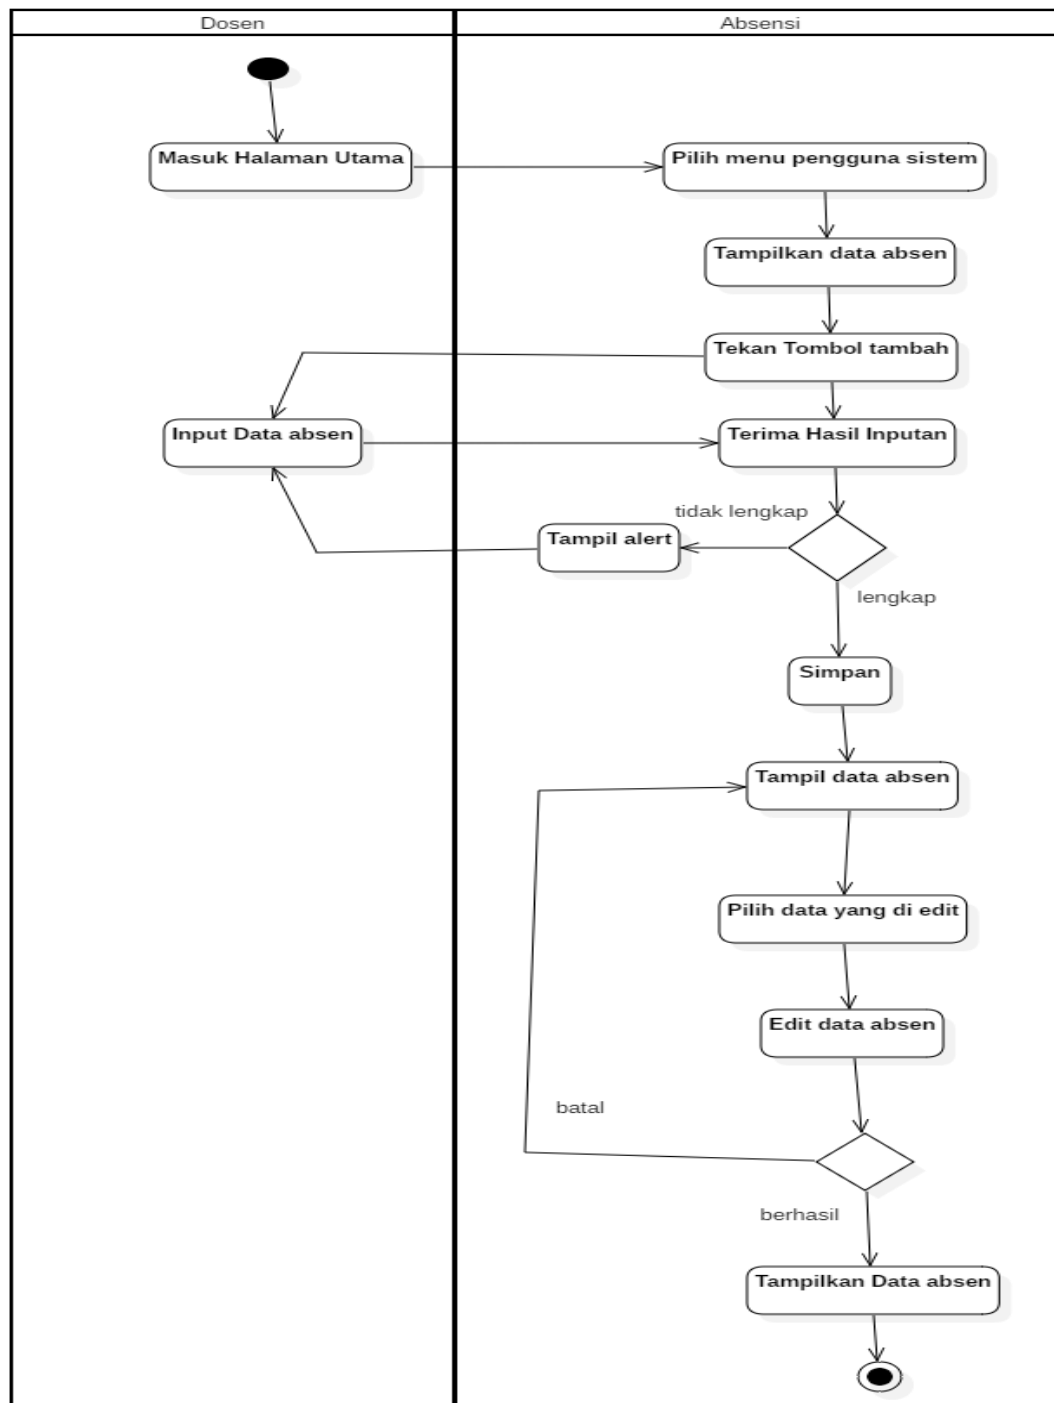 Dosen
Absensi
Masuk Halaman Utama
Pilih menu pengguna sistem
Tampilkan data absen
Tekan Tombol tambah
Input Data absen
Terima Hasil Inputan
tidak lengkap
Tampil alert
lengkap
Simpan
Tampil data absen
Pilih data yang di edit
Edit data absen
batal
berhasil
Tampilkan Data absen